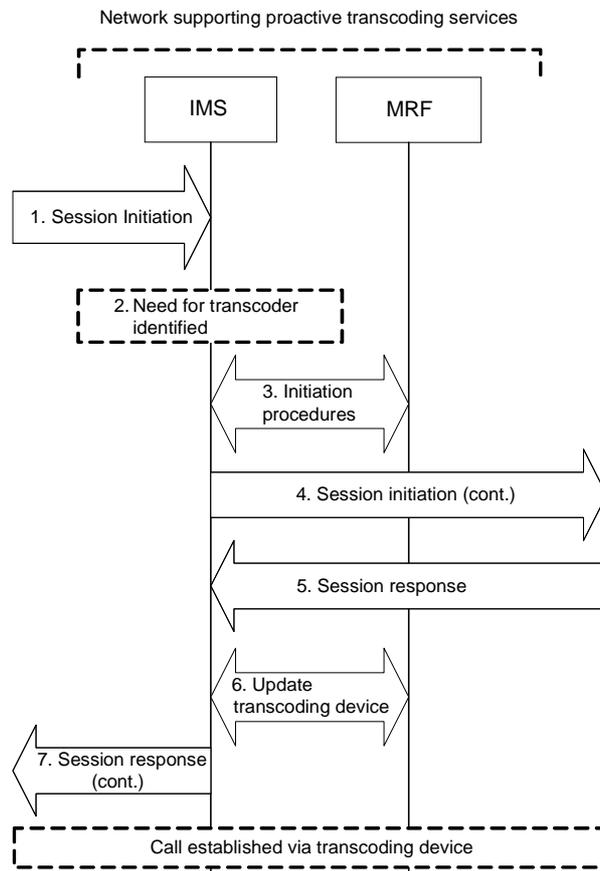 Network supporting proactive transcoding services
IMS
MRF
1. Session Initiation
2. Need for transcoder
identified
3. Initiation
procedures
4. Session initiation (cont.)
5. Session response
6. Update
transcoding device
7. Session response
(cont.)
Call established via transcoding device